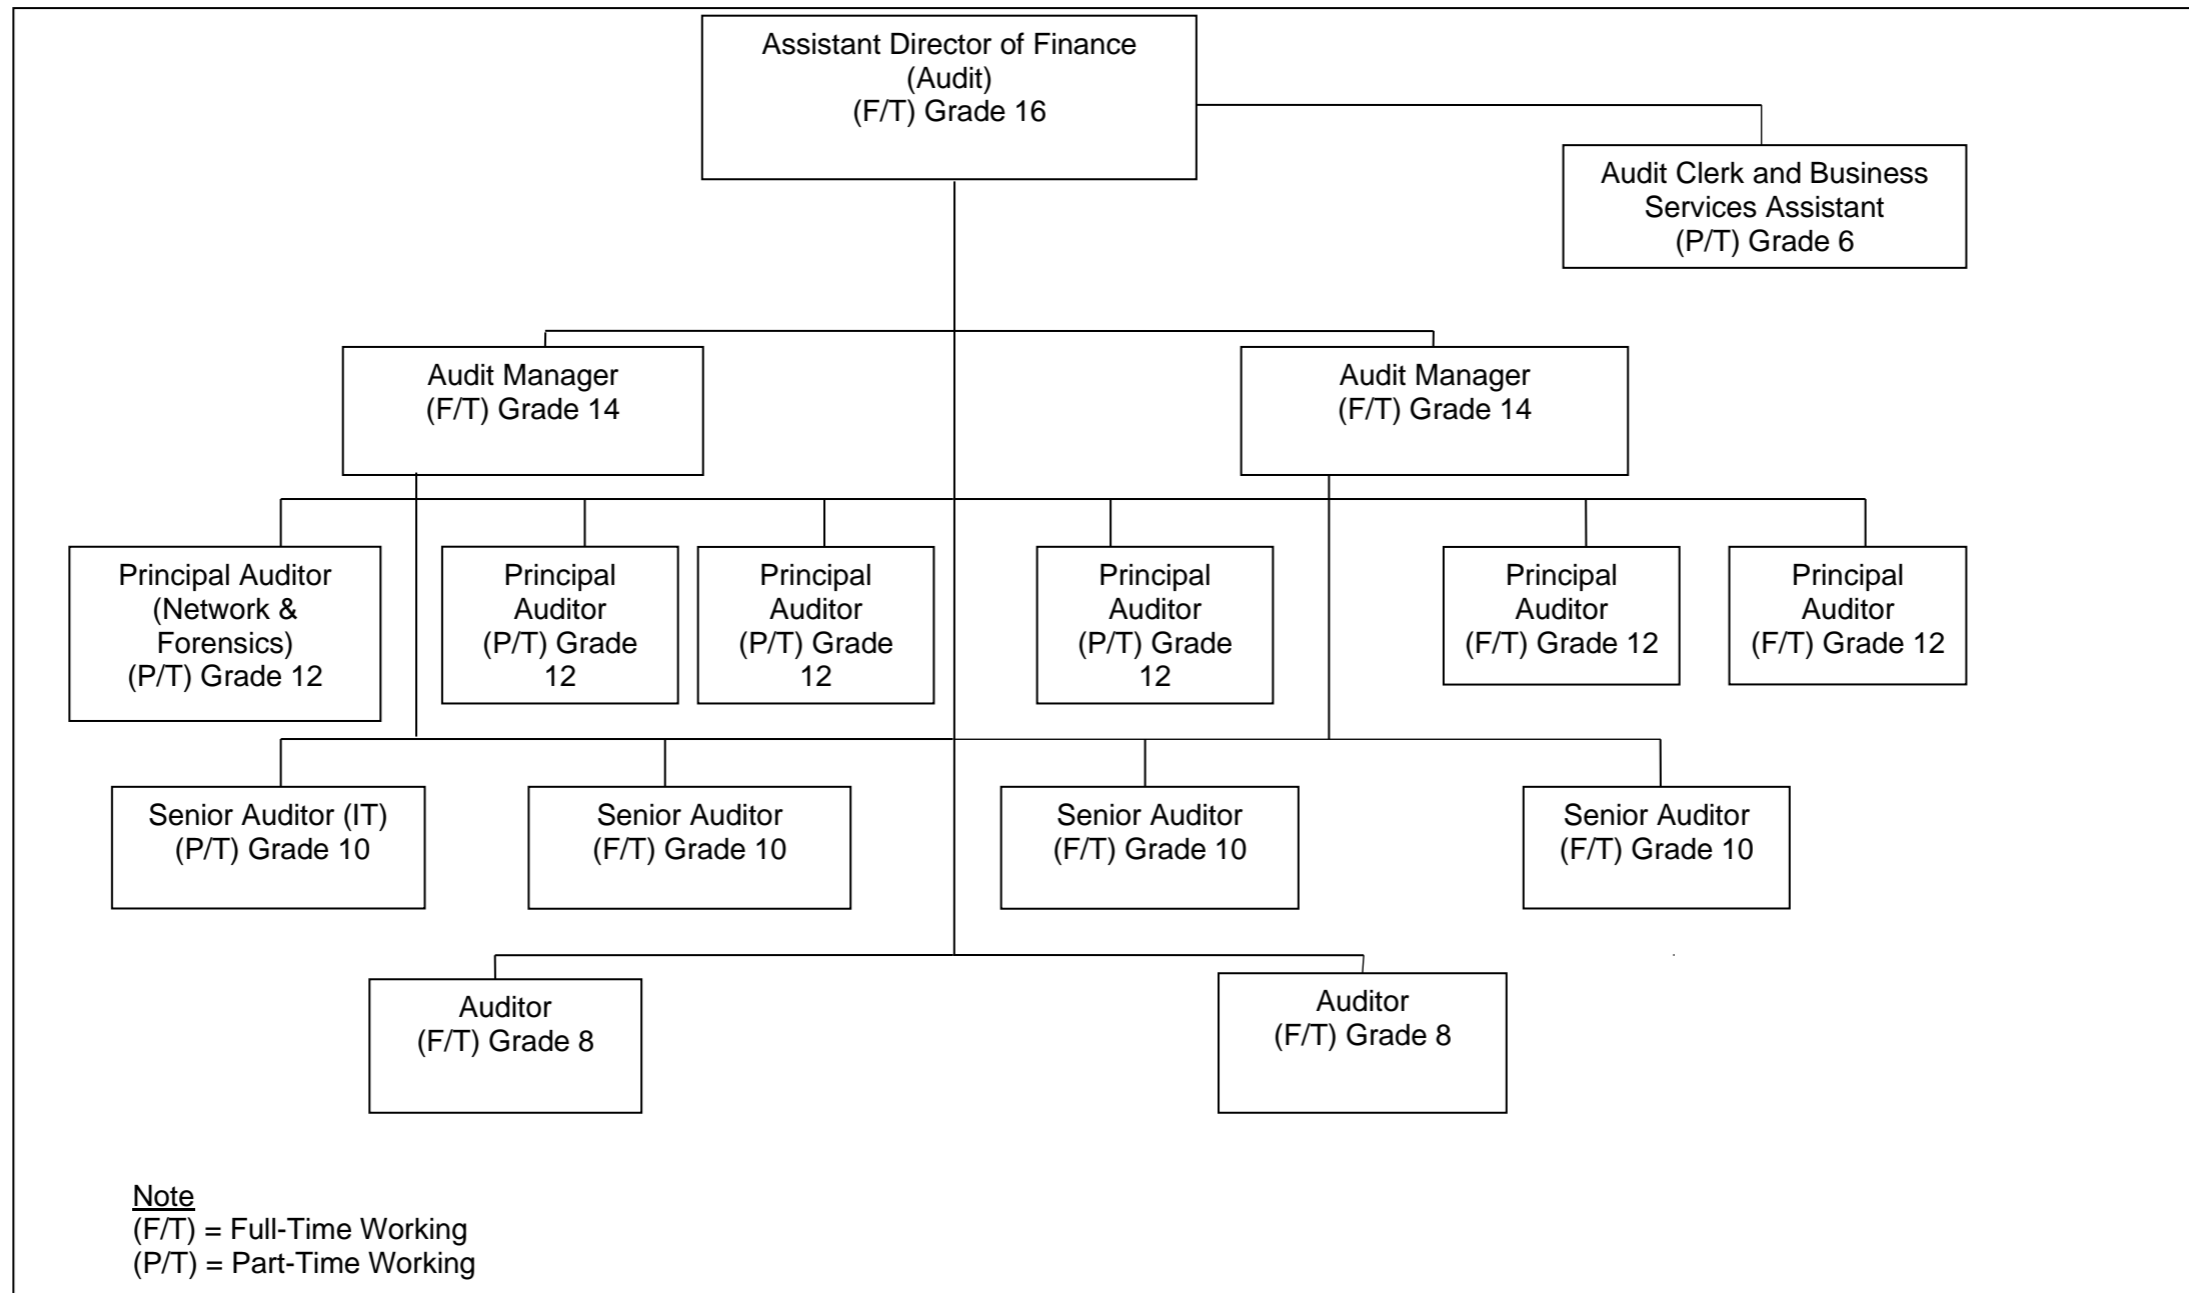 Assistant Director of Finance
(Audit)
(F/T) Grade 16
Audit Clerk and Business
Services Assistant
(P/T) Grade 6
Audit Manager
(F/T) Grade 14
Audit Manager
(F/T) Grade 14
Principal Auditor
(Network &
Forensics)
(P/T) Grade 12
Principal
Auditor
(P/T) Grade
12
Principal
Auditor
(P/T) Grade
12
Principal
Auditor
(P/T) Grade
12
Principal
Auditor
(F/T) Grade 12
Principal
Auditor
(F/T) Grade 12
Senior Auditor (IT)
(P/T) Grade 10
Senior Auditor
(F/T) Grade 10
Senior Auditor
(F/T) Grade 10
Senior Auditor
(F/T) Grade 10
Auditor
(F/T) Grade 8
Auditor
(F/T) Grade 8
Note
(F/T) = Full-Time Working
(P/T) = Part-Time Working